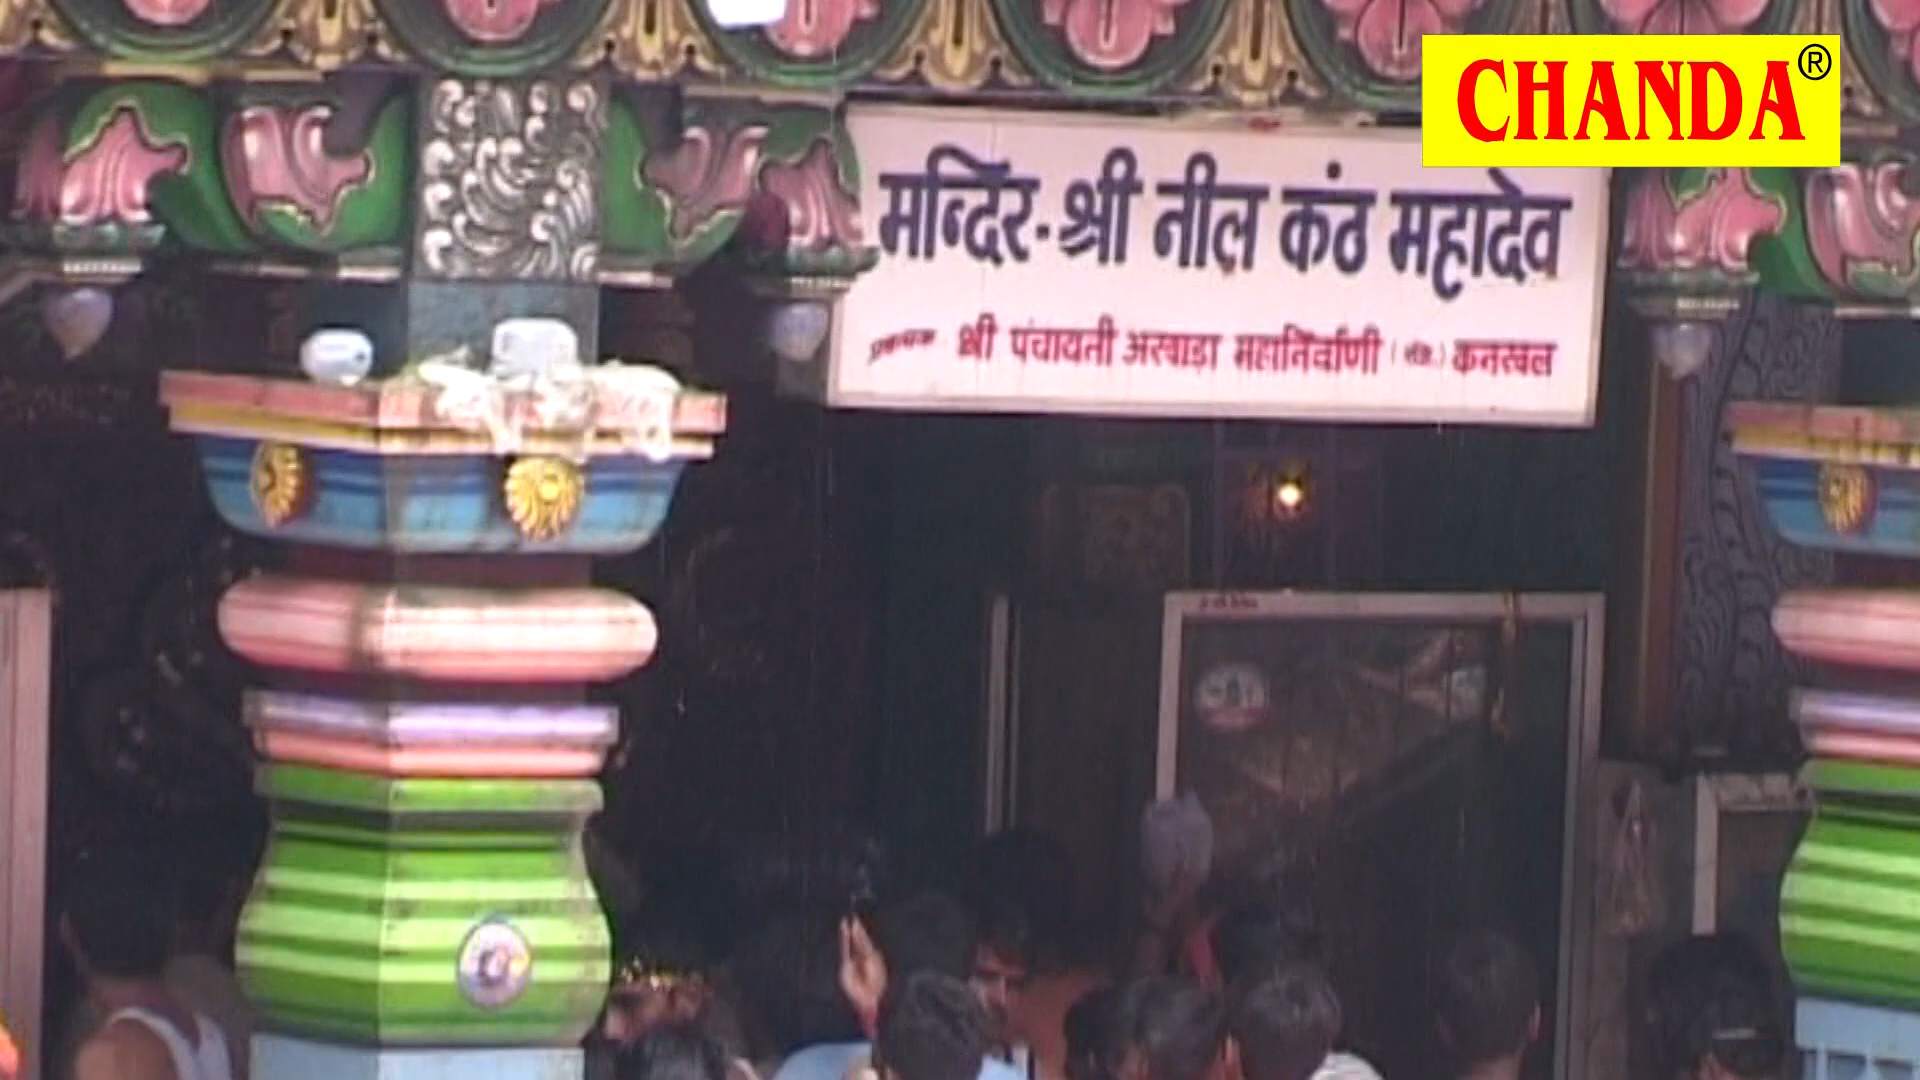 CHANDA®
मन्दिर-श्री नील कंठ महादेव
श्री पंचायती अखाड़ा महानिर्वाणी कनखल